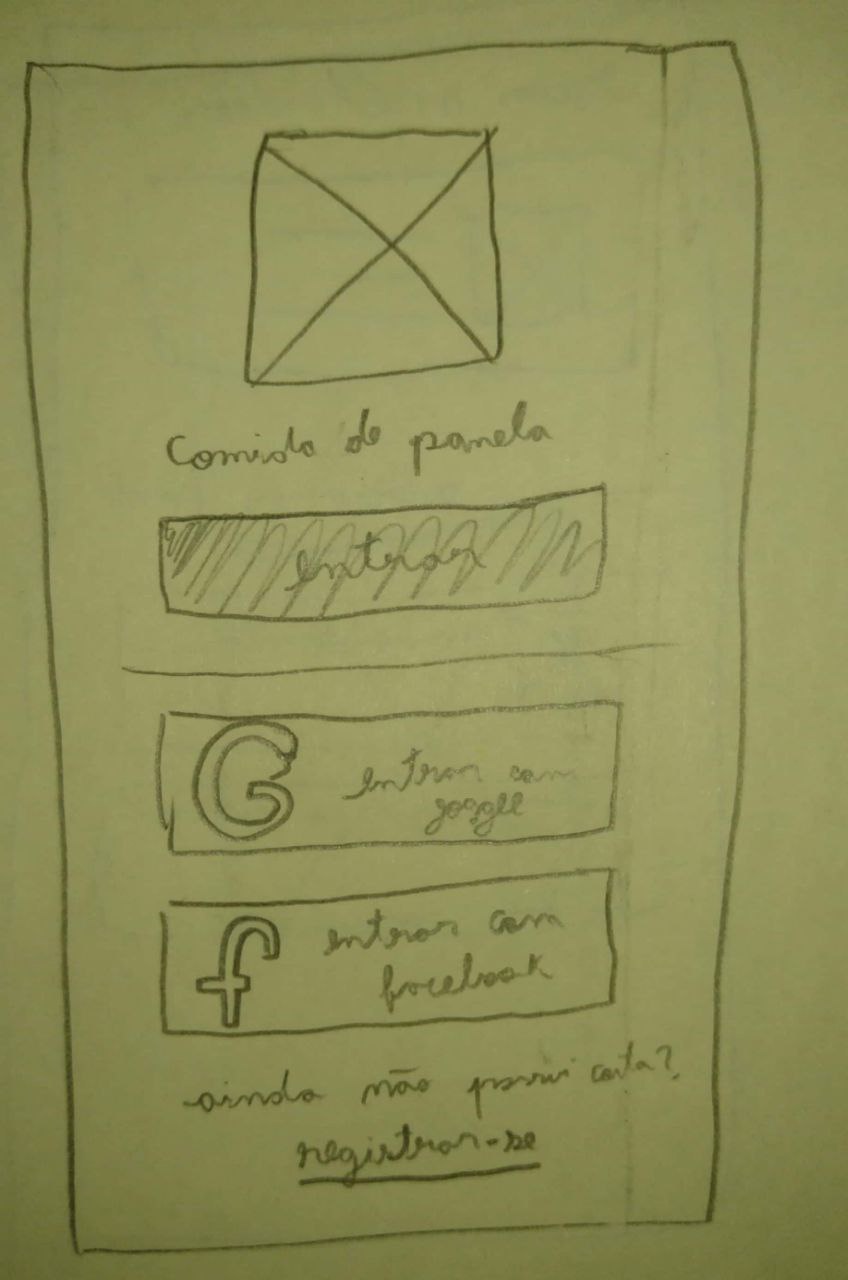 Comida de panela
entrar
G entrar com
google
f entrar com
facebook
ainda não possui conta?
registrar-se